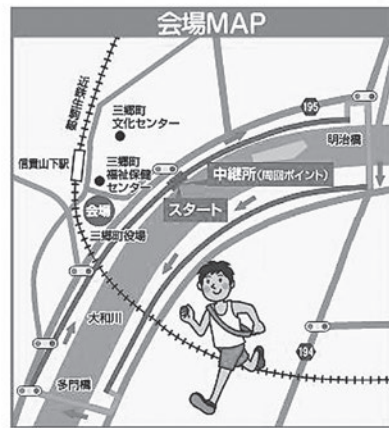 会場MAP
近鉄生駒線
195
三郷町
文化センター
明治橋
信貴山下駅
三郷町
福祉保健
センター
中継所(周回ポイント)
会場
スタート
三郷町役場
大和川
194
多門橋